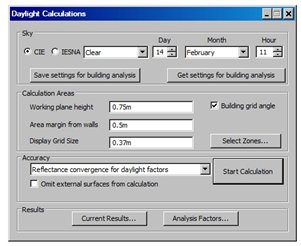 Daylight Calculations
Sky
Day Month Hour
CIE IESNA Clear 14 February 11
Save settings for building analysis Get settings for building analysis
Calculation Areas
Working plane height 0.75m Building grid angle
Area margin from walls 0.5m
Display Grid Size 0.37m Select Zones...
Accuracy
Reflectance convergence for daylight factors Start Calculation
Omit external surfaces from calculation
Results
Current Results... Analysis Factors...